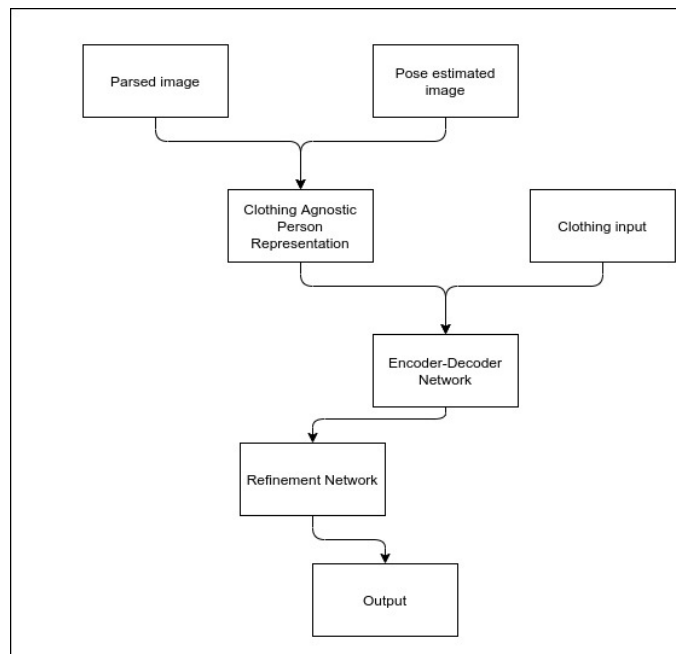 Parsed image
Pose estimated
image
Clothing Agnostic
Person
Representation
Clothing input
Encoder-Decoder
Network
Refinement Network
Output